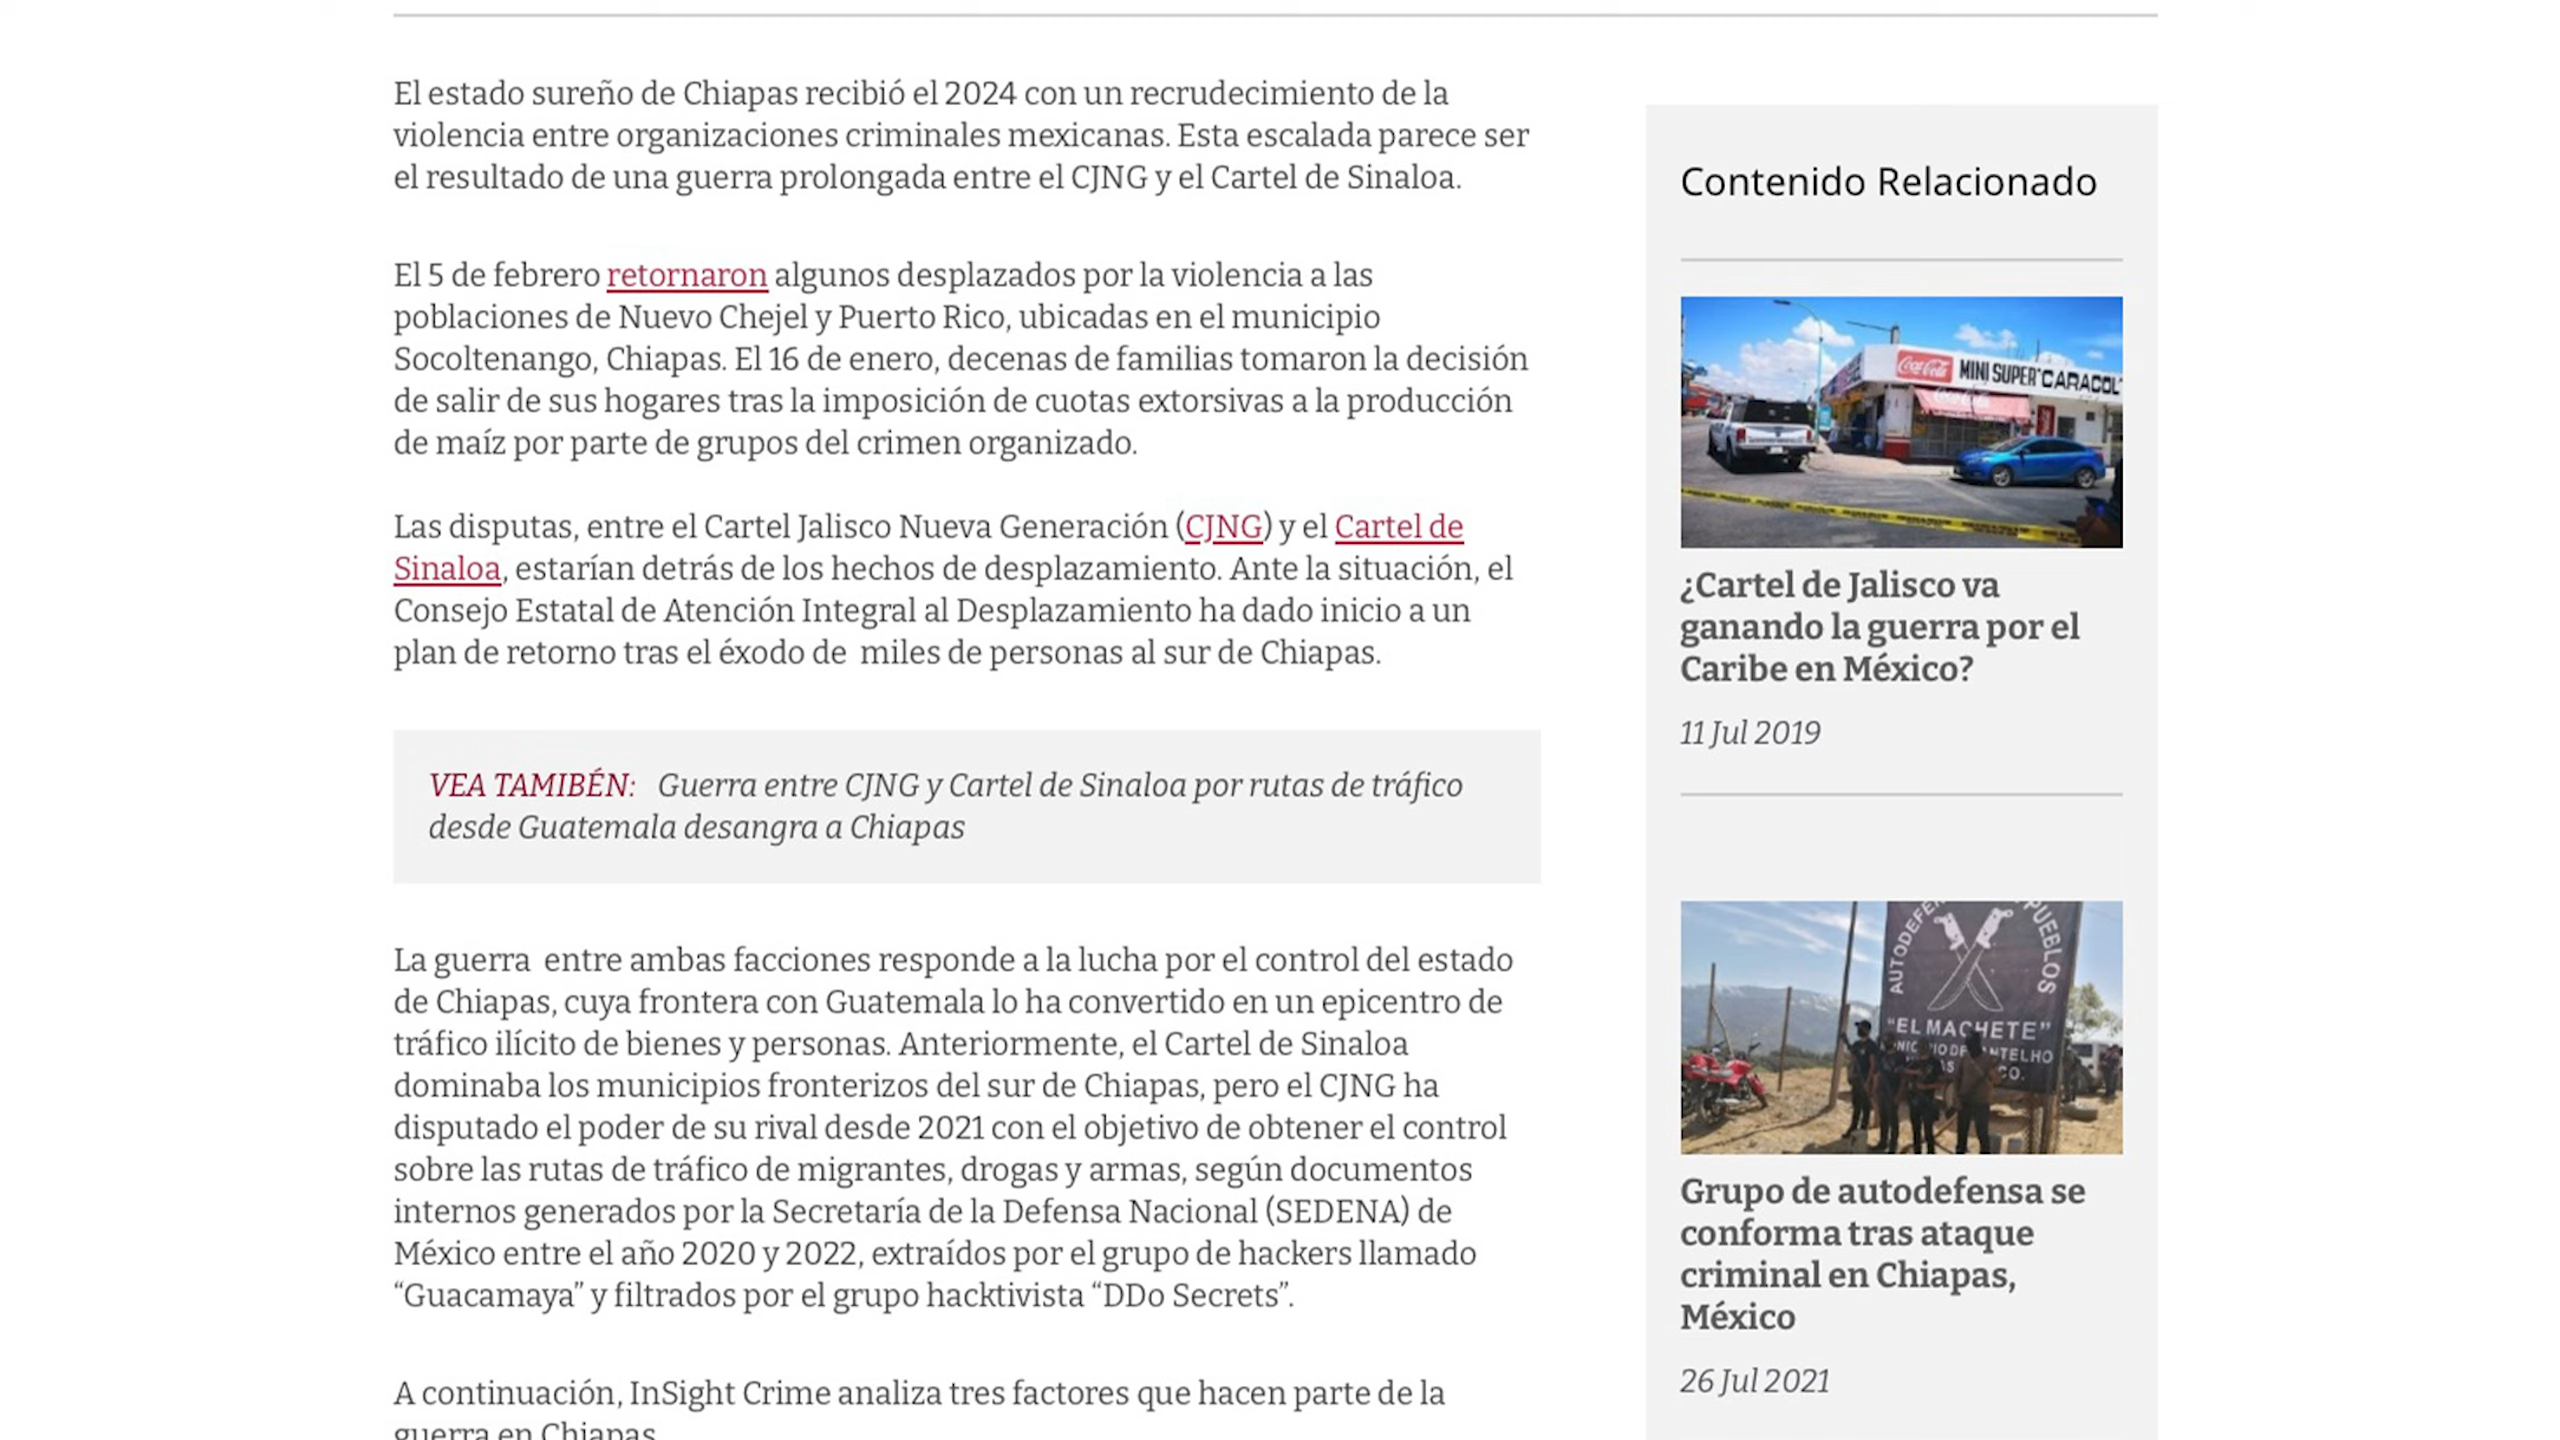 El estado sureño de Chiapas recibió el 2024 con un recrudecimiento de la
violencia entre organizaciones criminales mexicanas. Esta escalada parece ser
el resultado de una guerra prolongada entre el CJNG y el Cartel de Sinaloa.
El 5 de febrero retornaron algunos desplazados por la violencia a las
poblaciones de Nuevo Chejel y Puerto Rico, ubicadas en el municipio
Socoltenango, Chiapas. El 16 de enero, decenas de familias tomaron la decisión
de salir de sus hogares tras la imposición de cuotas extorsivas a la producción
de maíz por parte de grupos del crimen organizado.
Las disputas, entre el Cartel Jalisco Nueva Generación (CJNG) y el Cartel de
Sinaloa, estarían detrás de los hechos de desplazamiento. Ante la situación, el
Consejo Estatal de Atención Integral al Desplazamiento ha dado inicio a un
plan de retorno tras el éxodo de  miles de personas al sur de Chiapas.
VEA TAMIBÉN: Guerra entre CJNG y Cartel de Sinaloa por rutas de tráfico
desde Guatemala desangra a Chiapas
La guerra  entre ambas facciones responde a la lucha por el control del estado
de Chiapas, cuya frontera con Guatemala lo ha convertido en un epicentro de
tráfico ilícito de bienes y personas. Anteriormente, el Cartel de Sinaloa
dominaba los municipios fronterizos del sur de Chiapas, pero el CJNG ha
disputado el poder de su rival desde 2021 con el objetivo de obtener el control
sobre las rutas de tráfico de migrantes, drogas y armas, según documentos
internos generados por la Secretaría de la Defensa Nacional (SEDENA) de
México entre el año 2020 y 2022, extraídos por el grupo de hackers llamado
“Guacamaya” y filtrados por el grupo hacktivista “DDo Secrets”.
A continuación, InSight Crime analiza tres factores que hacen parte de la
guerra en Chiapas
Contenido Relacionado
Coca-Cola MINI SUPER "CARACOL"
Coca-Cola
¿Cartel de Jalisco va
ganando la guerra por el
Caribe en México?
11 Jul 2019
PUEBLOS
"EL MACHETE"
Grupo de autodefensa se
conforma tras ataque
criminal en Chiapas,
México
26 Jul 2021